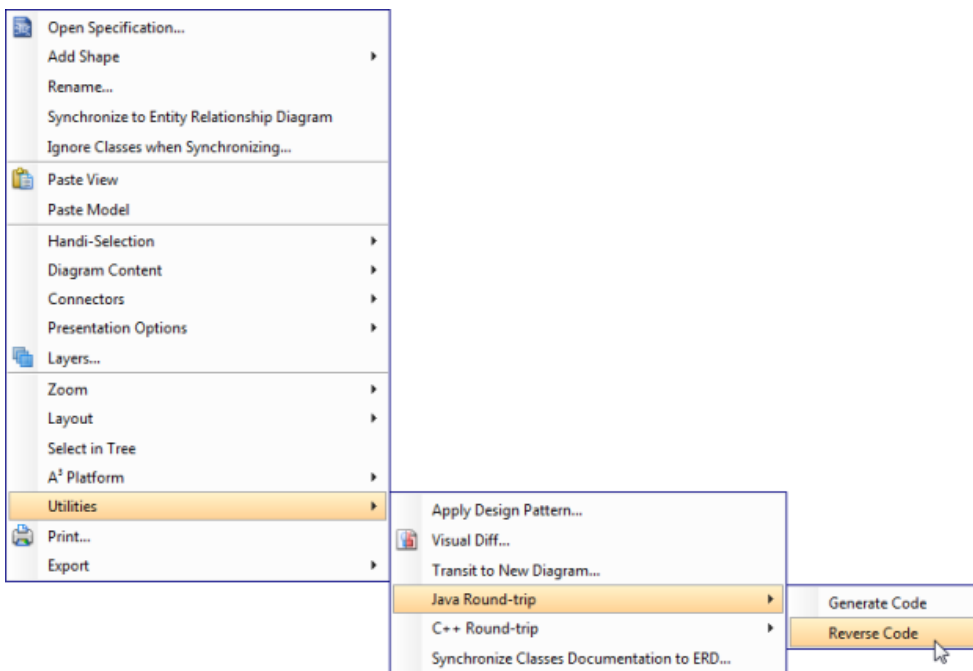 Open Specification...
Add Shape
Rename...
Synchronize to Entity Relationship Diagram
Ignore Classes when Synchronizing...
Paste View
Paste Model
Handi-Selection
Diagram Content
Connectors
Presentation Options
Layers...
Zoom
Layout
Select in Tree
A³ Platform
Utilities
Print...
Export
Apply Design Pattern...
Visual Diff...
Transit to New Diagram...
Java Round-trip
C++ Round-trip
Synchronize Classes Documentation to ERD...
Generate Code
Reverse Code